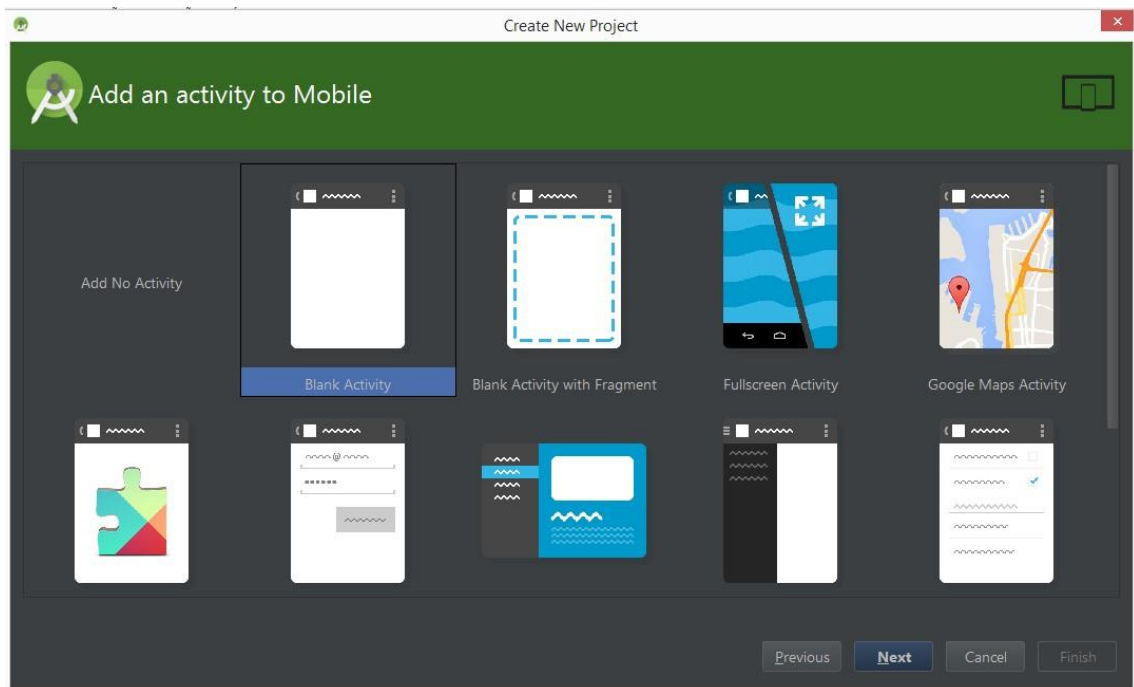 Create New Project
Add an activity to Mobile
Add No Activity
Blank Activity
Blank Activity with Fragment
Fullscreen Activity
Google Maps Activity
@
Previous
Next
Cancel
Finish